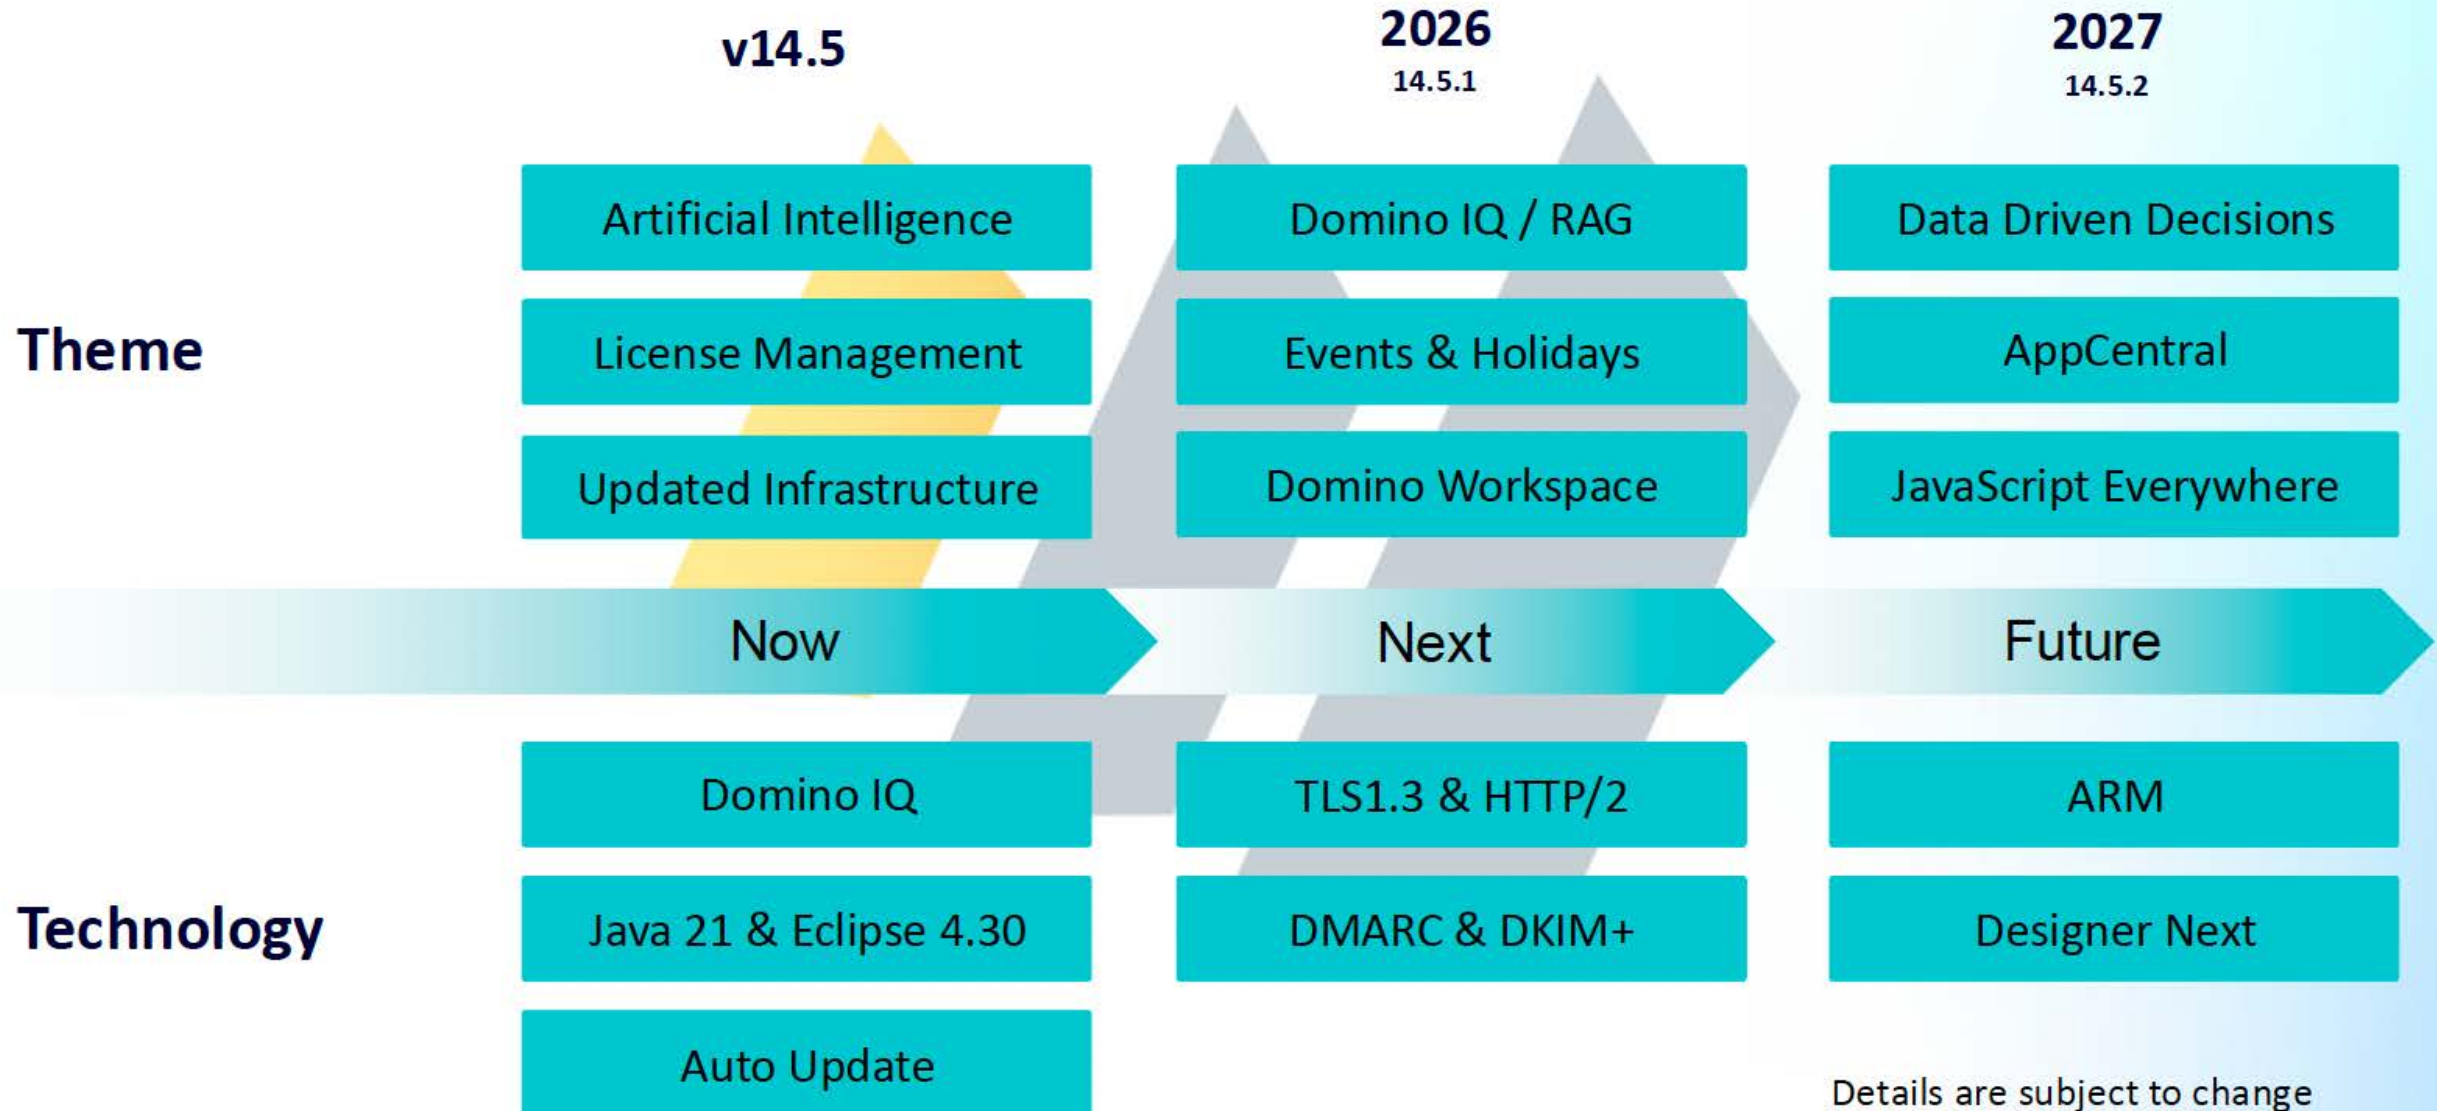 v14.5
2026
14.5.1
2027
14.5.2
Theme
Artificial Intelligence
Domino IQ / RAG
Data Driven Decisions
License Management
Events & Holidays
AppCentral
Updated Infrastructure
Domino Workspace
JavaScript Everywhere
Now
Next
Future
Technology
Domino IQ
TLS1.3 & HTTP/2
ARM
Java 21 & Eclipse 4.30
DMARC & DKIM+
Designer Next
Auto Update
Details are subject to change